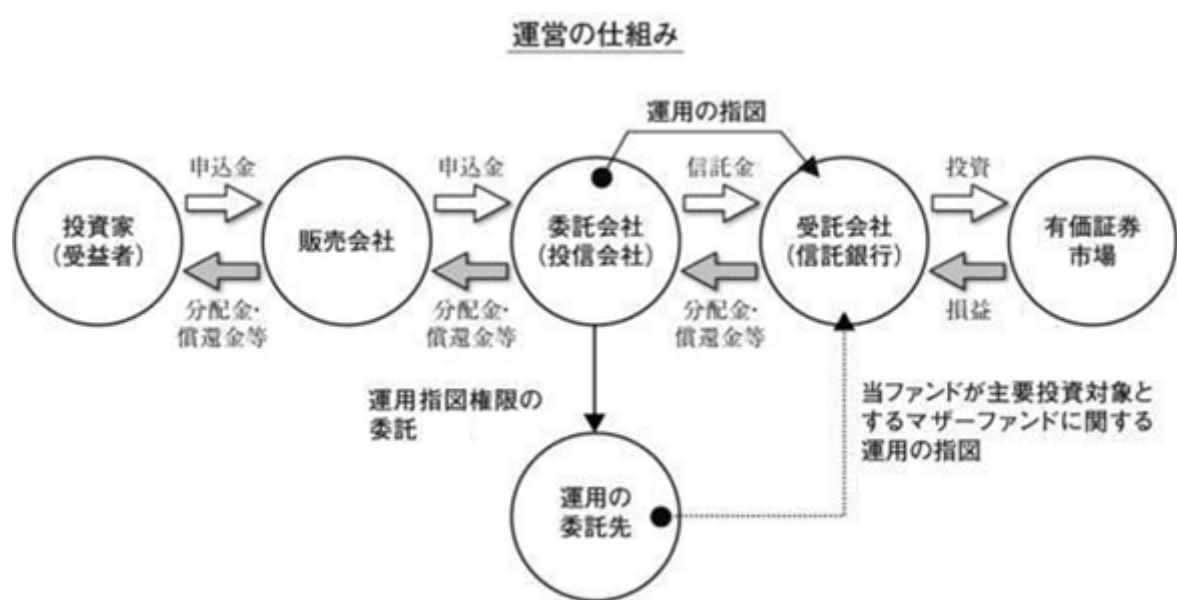 運営の仕組み
運用の指図
申込金
申込金
信託金
投資
投資家
(受益者)
販売会社
委託会社
(投信会社)
受託会社
(信託銀行)
有価証券
市場
分配金・
償還金等
分配金・
償還金等
分配金・
償還金等
損益
運用指図権限の
委託
当ファンドが主要投資対象と
するマザーファンドに関する
運用の指図
運用の
委託先